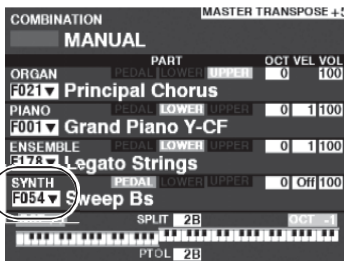 MASTER TRANSPOSE +5
COMBINATION
MANUAL
PART OCT VEL VOL
ORGAN PEDAL LOWER UPPER 0 100
F021▼ Principal Chorus
PIANO PEDAL LOWER UPPER 0 1 100
F001▼ Grand Piano Y-CF
ENSEMBLE PEDAL LOWER UPPER 0 1 100
F178▼ Legato Strings
SYNTH PEDAL LOWER UPPER 0 Off 100
F054▼ Sweep Bs
SPLIT 2B OCT -1
PTOL 2B